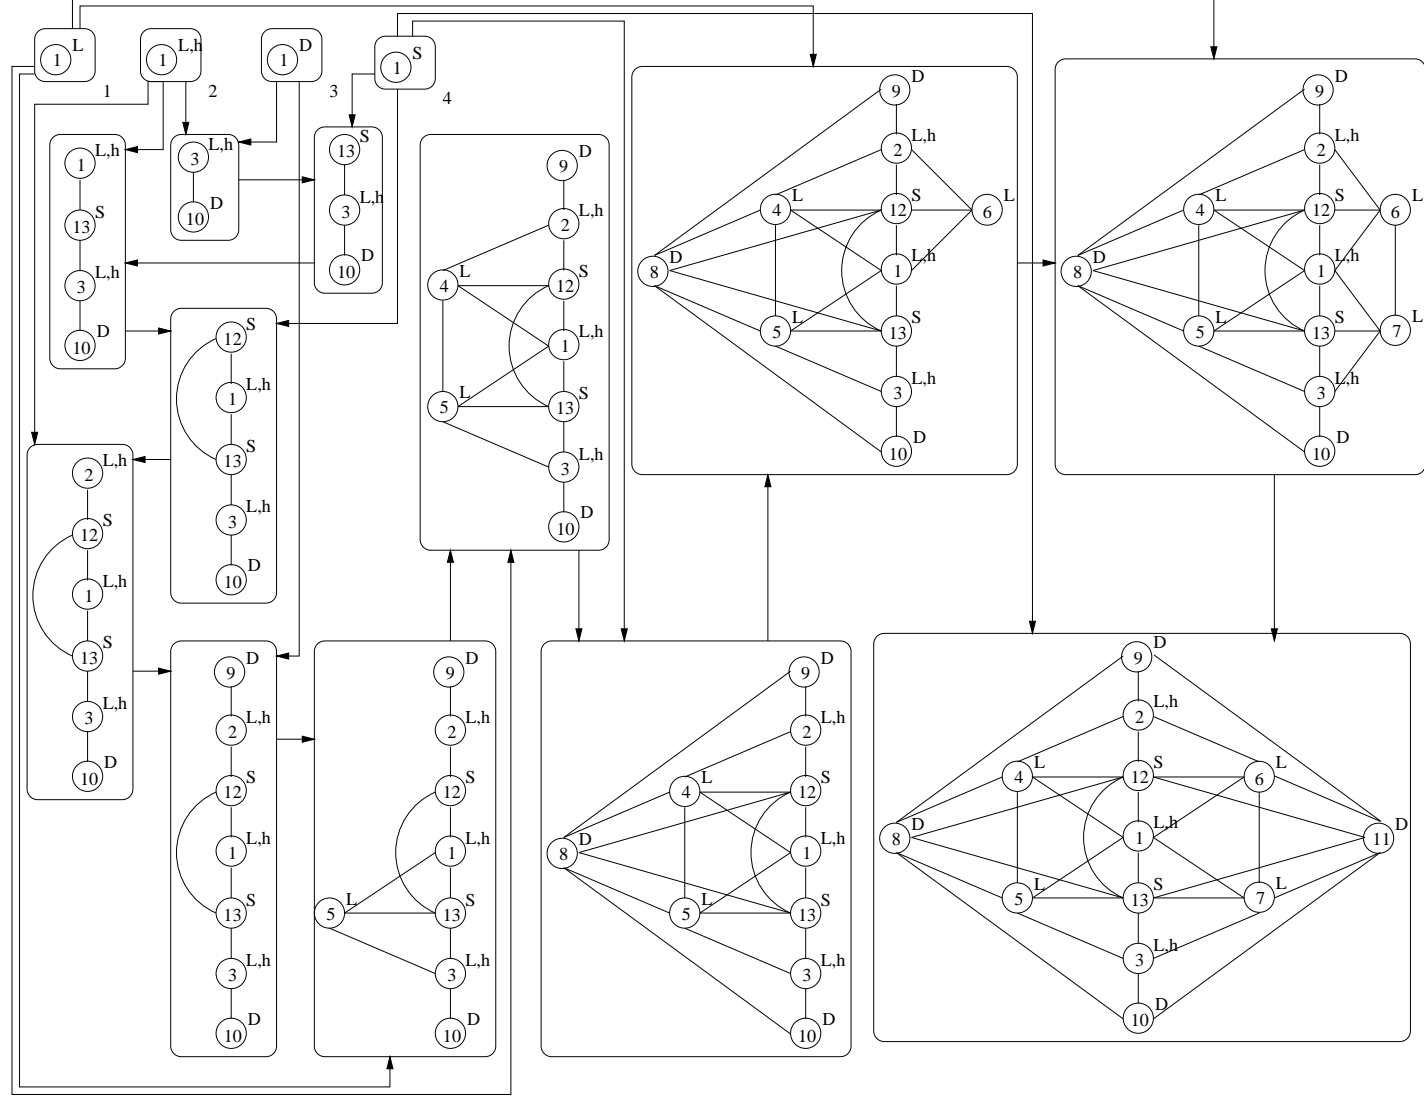 1 L
1 L,h
1 D
1 S
1
2
3
4
1 L,h
13 S
3 L,h
10 D
3 L,h
10 D
13 S
3 L,h
10 D
12 S
1 L,h
13 S
3 L,h
10 D
2 L,h
12 S
1 L,h
13 S
3 L,h
10 D
9 D
2 L,h
12 S
1 L,h
13 S
3 L,h
10 D
9 D
2 L,h
12 S
1 L,h
5 L 13 S
3 L,h
10 D
9 D
2 L,h
4 L 12 S
1 L,h
5 L 13 S
3 L,h
10 D
9 D
2 L,h
4 L 12 S
8 D 1 L,h
5 L 13 S
3 L,h
10 D
9 D
2 L,h
4 L 12 S 6 L
8 D 1 L,h
5 L 13 S
3 L,h
10 D
9 D
2 L,h
4 L 12 S 6 L
8 D 1 L,h
5 L 13 S 7 L
3 L,h
10 D
9 D
2 L,h
4 L 12 S 6 L
8 D 1 L,h 11 D
5 L 13 S 7 L
3 L,h
10 D